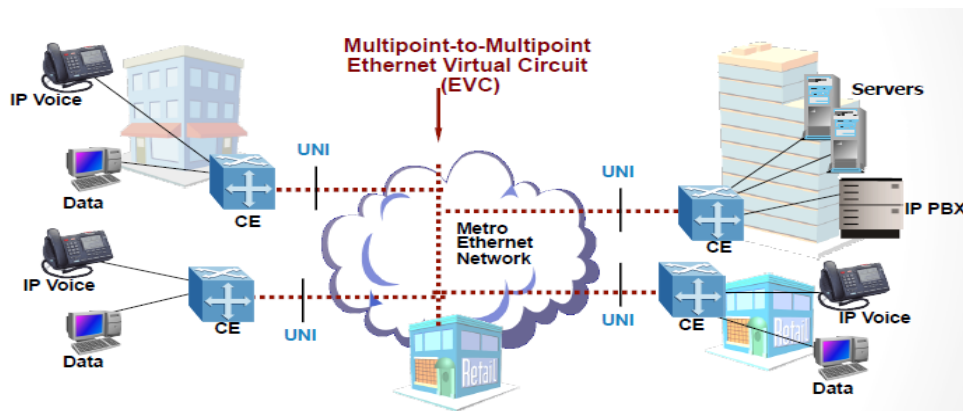 Multipoint-to-Multipoint
Ethernet Virtual Circuit
(EVC)
IP Voice
Data
CE
UNI
Servers
UNI
CE
IP PBX
Metro
Ethernet
Network
IP Voice
Data
CE
UNI
UNI
CE
Retail
IP Voice
Data
Retail